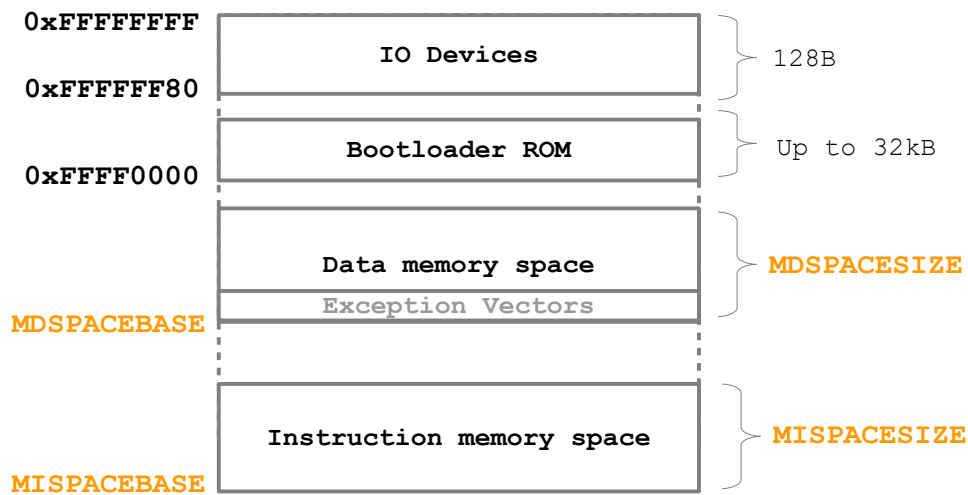 0xFFFFFFFF
IO Devices
128B
0xFFFFFF80
Bootloader ROM
Up to 32kB
0xFFFF0000
Data memory space
MDSPACESIZE
Exception Vectors
MDSPACEBASE
Instruction memory space
MISPACESIZE
MISPACEBASE